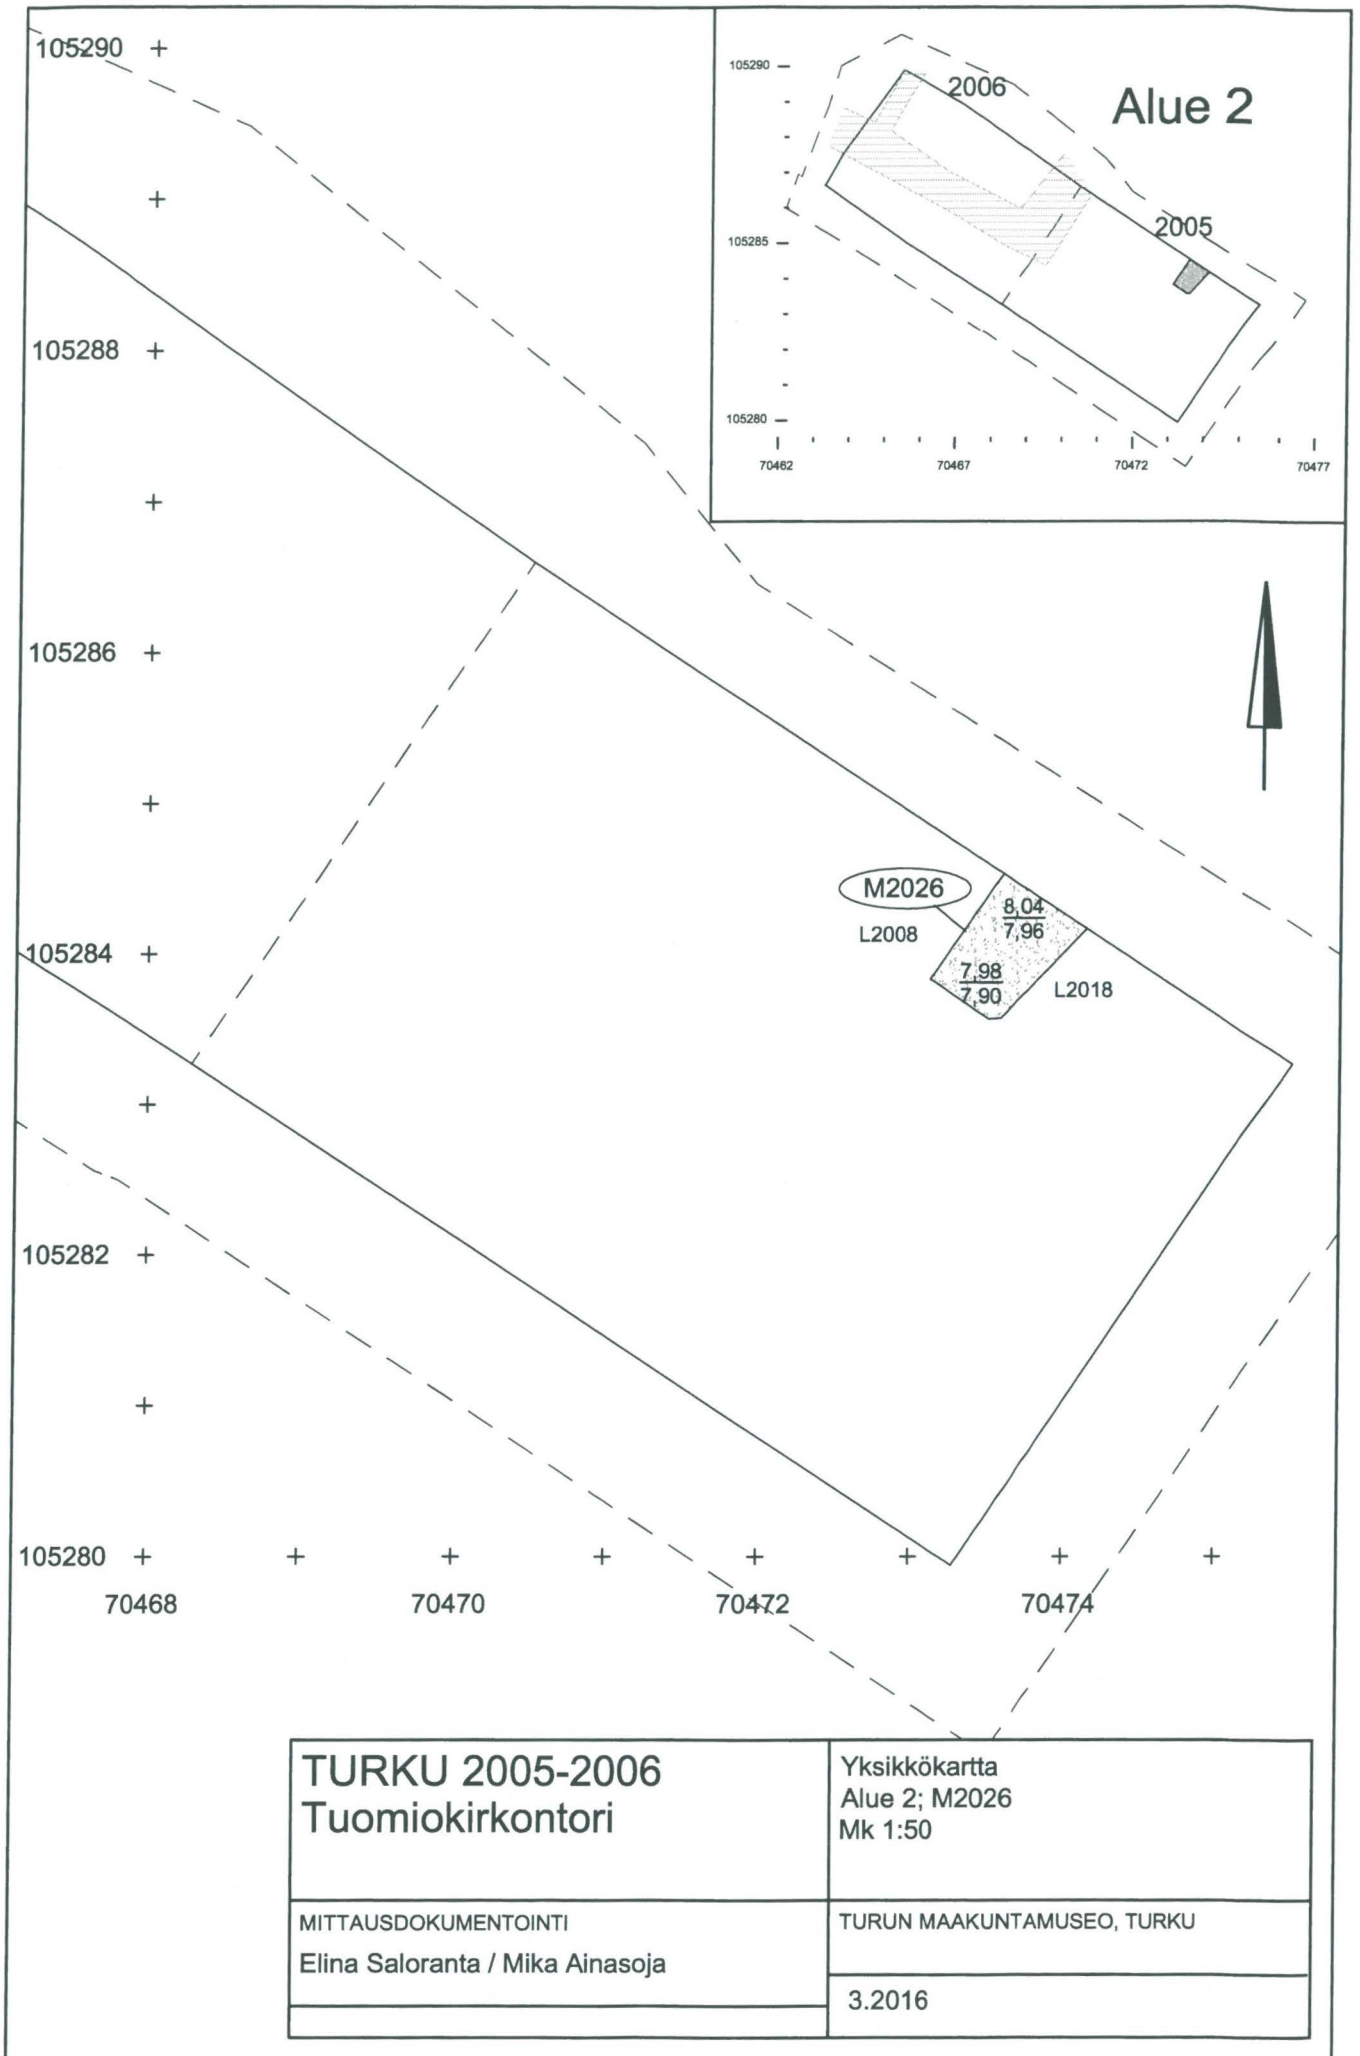 105290
105288
105286
105284
105282
105280
70468 70470 70472 70474
Alue 2
2006
2005
105290
105285
105280
70462 70467 70472 70477
M2026
L2008
L2018
8,04
7,96
7,98
7,90
TURKU 2005-2006
Tuomiokirkontori
Yksikkökartta
Alue 2; M2026
Mk 1:50
MITTAUSDOKUMENTOINTI
Elina Saloranta / Mika Ainasoja
TURUN MAAKUNTAMUSEO, TURKU
3.2016